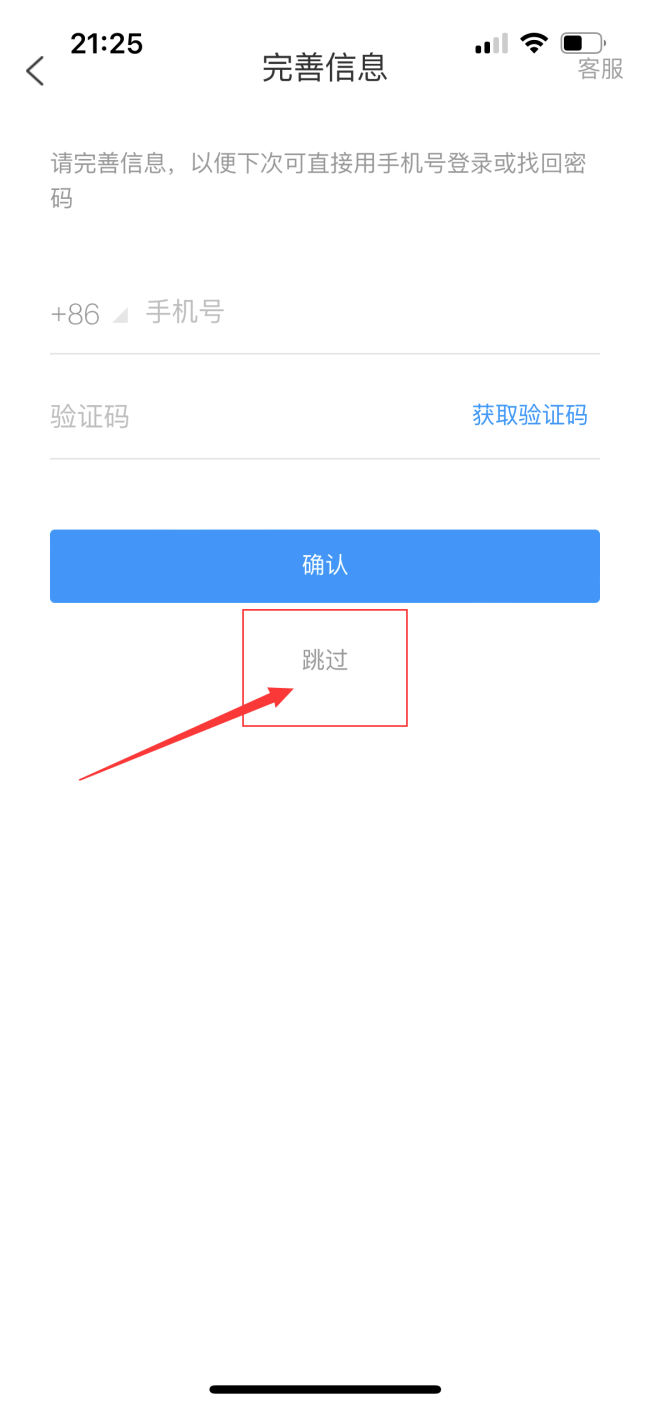 21:25
完善信息
客服
请完善信息，以便下次可直接用手机号登录或找回密
码
+86 手机号
验证码 获取验证码
确认
跳过